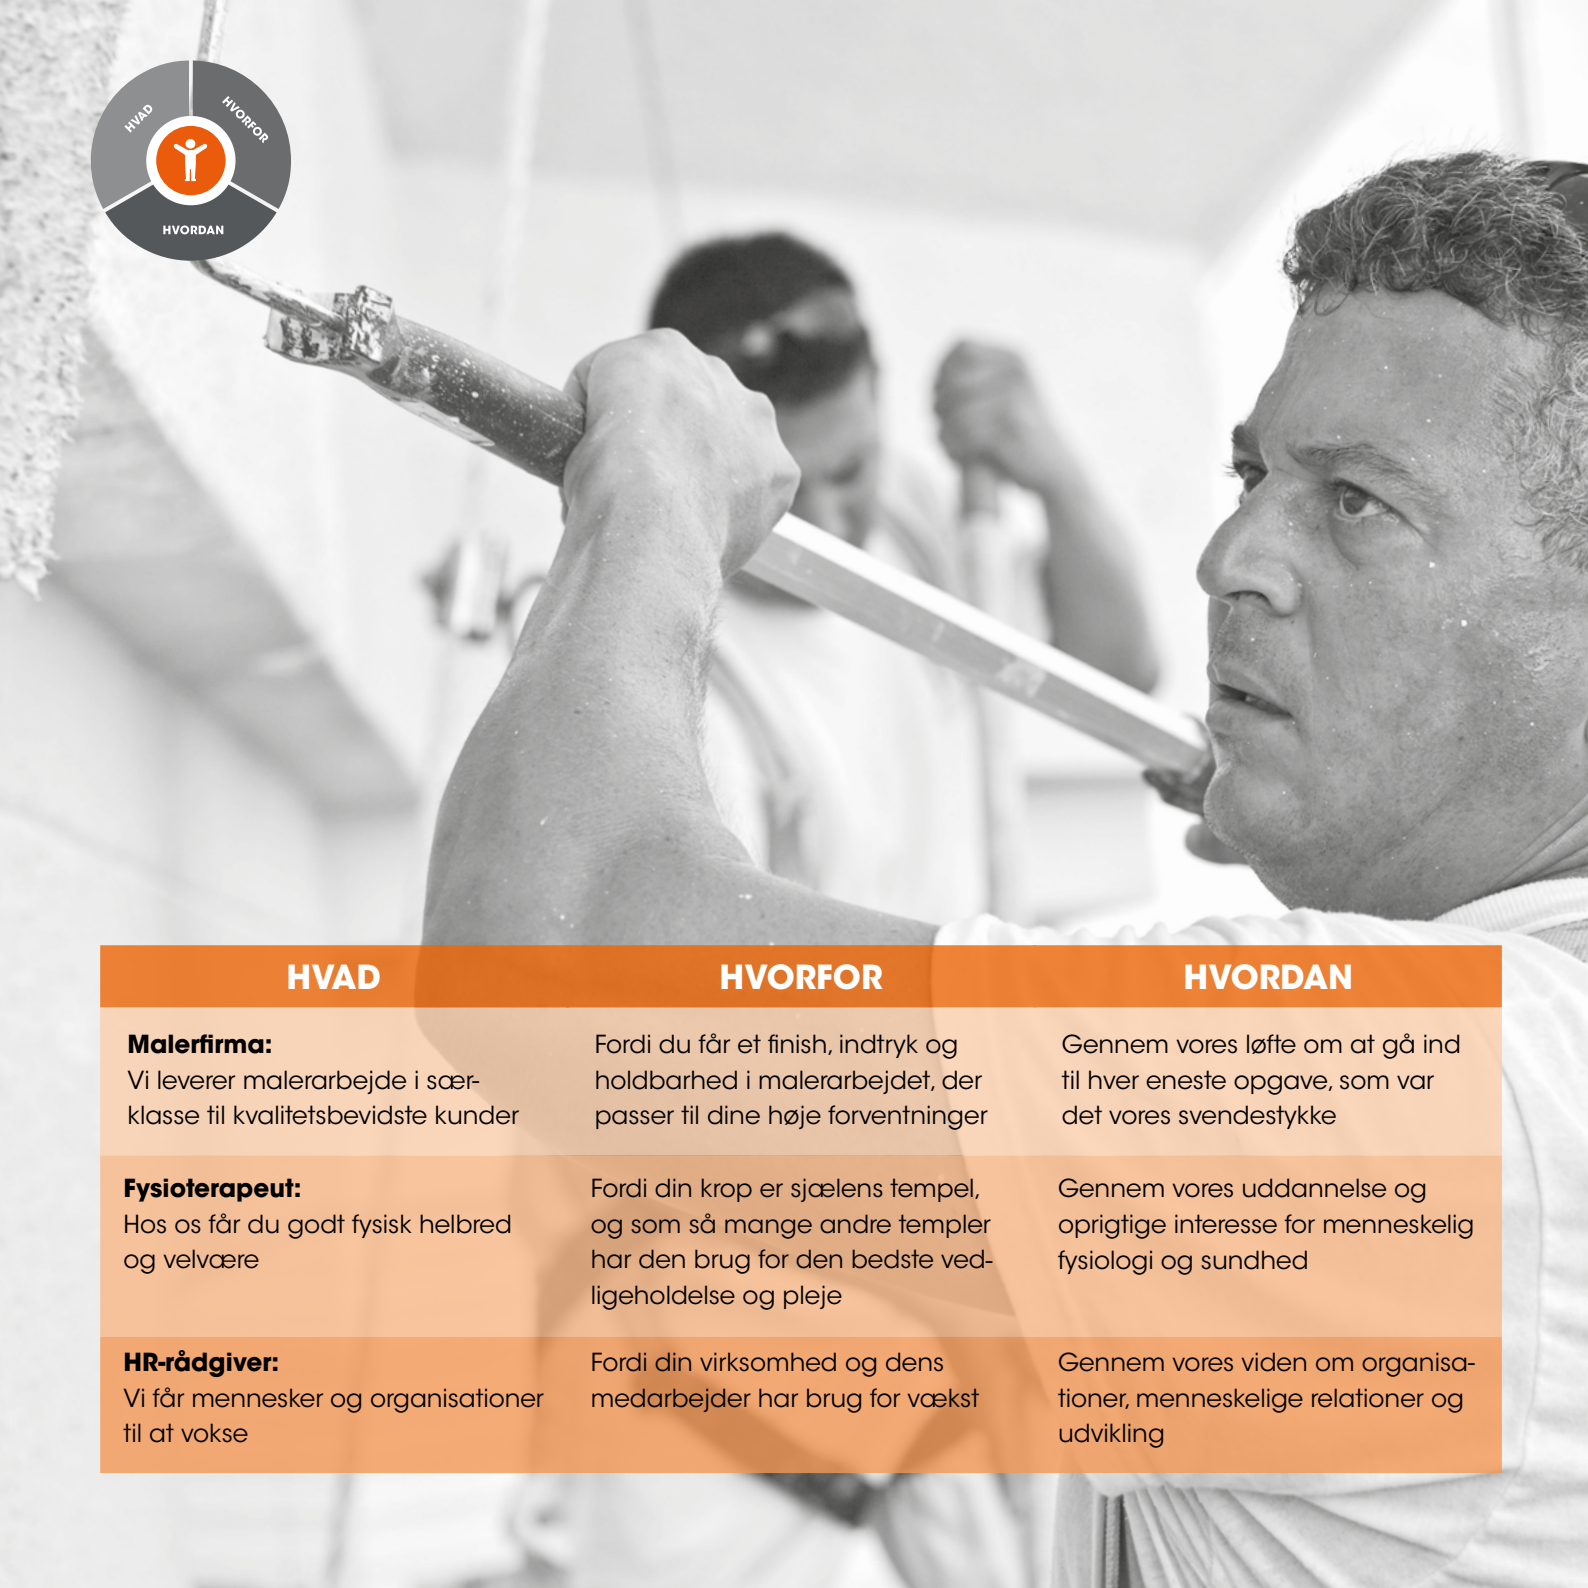 HVAD
HVORFOR
HVORDAN
HVAD
HVORFOR
HVORDAN
Malerfirma:
Vi leverer malerarbejde i sær-
klasse til kvalitetsbevidste kunder
Fordi du får et finish, indtryk og
holdbarhed i malerarbejdet, der
passer til dine høje forventninger
Gennem vores løfte om at gå ind
til hver eneste opgave, som var
det vores svendestykke
Fysioterapeut:
Hos os får du godt fysisk helbred
og velvære
Fordi din krop er sjælens tempel,
og som så mange andre templer
har den brug for den bedste ved-
ligeholdelse og pleje
Gennem vores uddannelse og
oprigtige interesse for menneskelig
fysiologi og sundhed
HR-rådgiver:
Vi får mennesker og organisationer
til at vokse
Fordi din virksomhed og dens
medarbejder har brug for vækst
Gennem vores viden om organisa-
tioner, menneskelige relationer og
udvikling